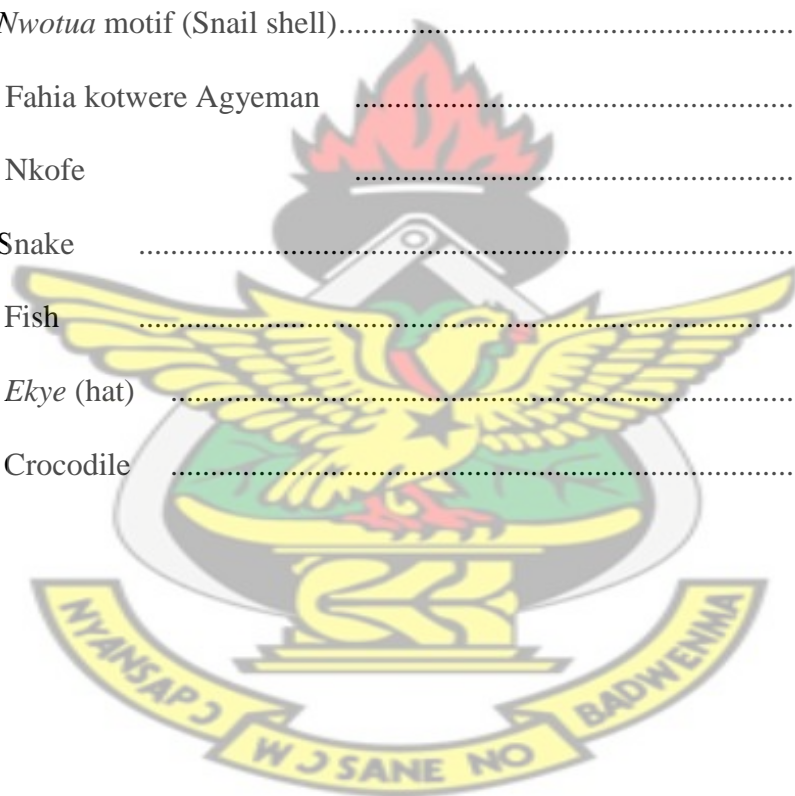 Nwotua motif (Snail shell)................................................
Fahia kotwere Agyeman ..............................................
Nkofe ..............................................
Snake .....................................................................
Fish .....................................................................
Ekye (hat) .................................................................
Crocodile .................................................................
NYANSAPƆ WƆSANE NO BADWENMA